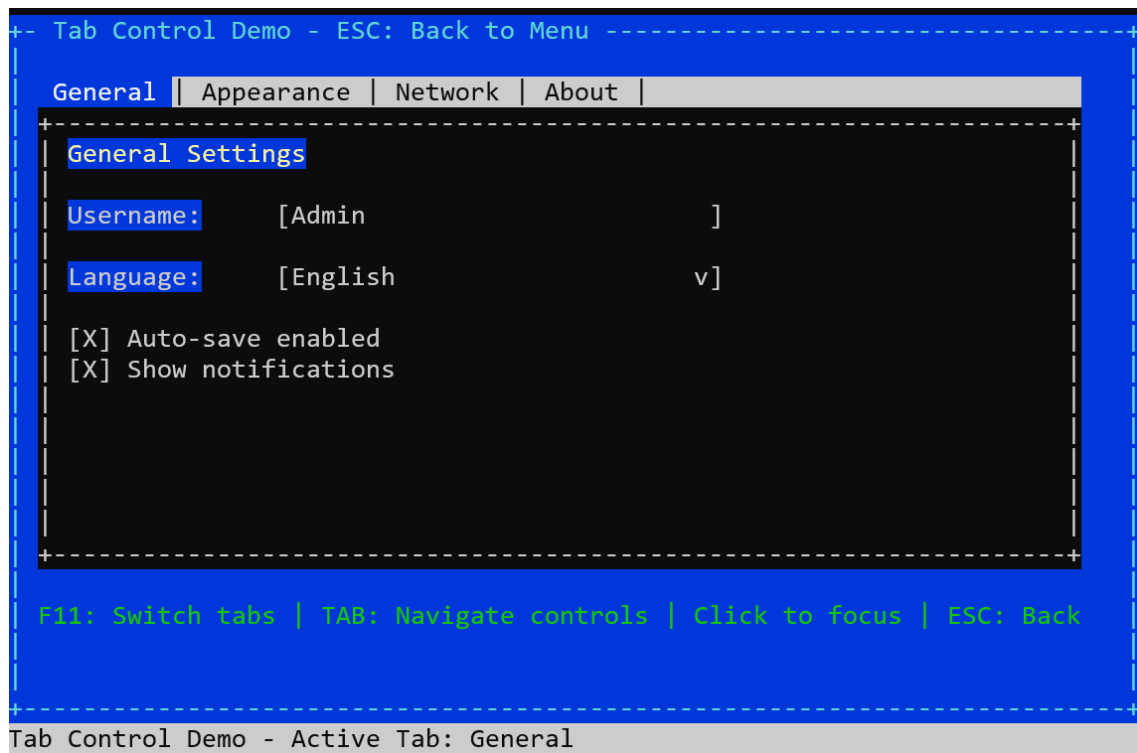 +- Tab Control Demo - ESC: Back to Menu -----------------------------------+
General | Appearance | Network | About |
General Settings
Username: [Admin ]
Language: [English v]
[X] Auto-save enabled
[X] Show notifications
F11: Switch tabs | TAB: Navigate controls | Click to focus | ESC: Back
Tab Control Demo - Active Tab: General